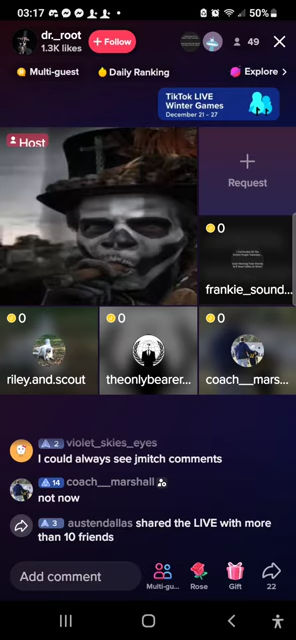 03:17
50%
dr._root
1.3K likes
+ Follow
49
Multi-guest
Daily Ranking
Explore >
TikTok LIVE
Winter Games
December 21 - 27
Host
+
Request
0
frankie_sound...
0
riley.and.scout
0
theonlybearer...
0
coach__mars...
2 violet_skies_eyes
I could always see jmitch comments
14 coach__marshall
not now
3 austendallas shared the LIVE with more
than 10 friends
Add comment
Multi-gu...
Rose
Gift
22